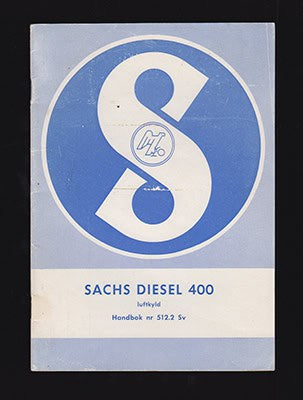 S
SACHS DIESEL 400
luftkyld
Handbok nr 512.2 Sv